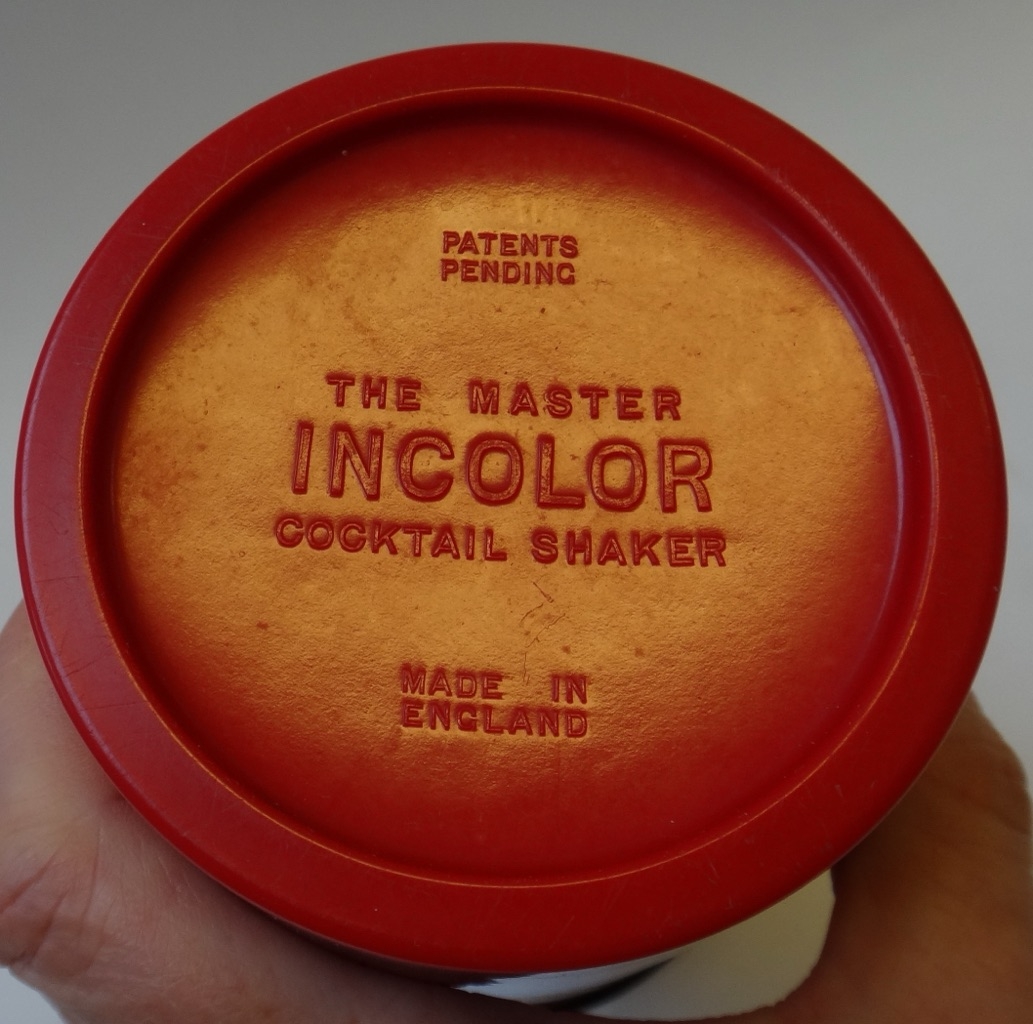 PATENTS
PENDING
THE MASTER
INCOLOR
COCKTAIL SHAKER
MADE IN
ENGLAND